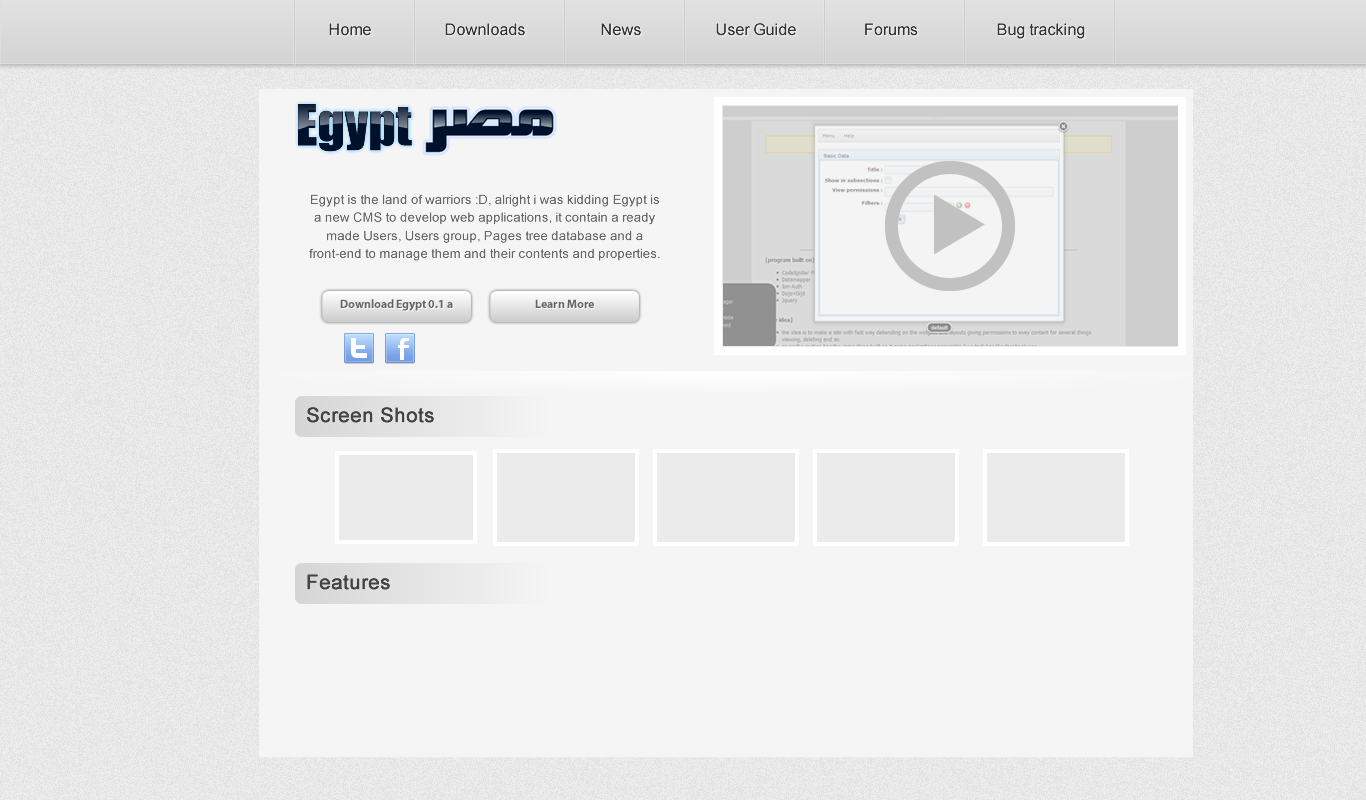 Home Downloads News User Guide Forums Bug tracking
Egypt مصر
Egypt is the land of warriors :D, alright i was kidding Egypt is
a new CMS to develop web applications, it contain a ready
made Users, Users group, Pages tree database and a
front-end to manage them and their contents and properties.
Download Egypt 0.1 a Learn More
Menu Help
Basic Data
Title :
Show in subsections :
View permissions :
Filters :
[program built on]
CodeIgniter
Datamapper
Ion Auth
Dojo+Dijit
Jquery
idea]
default
the idea is to make a site with fast way depending on the layouts giving permissions to evey content for several things
viewing, deleting and so.
Screen Shots
Features